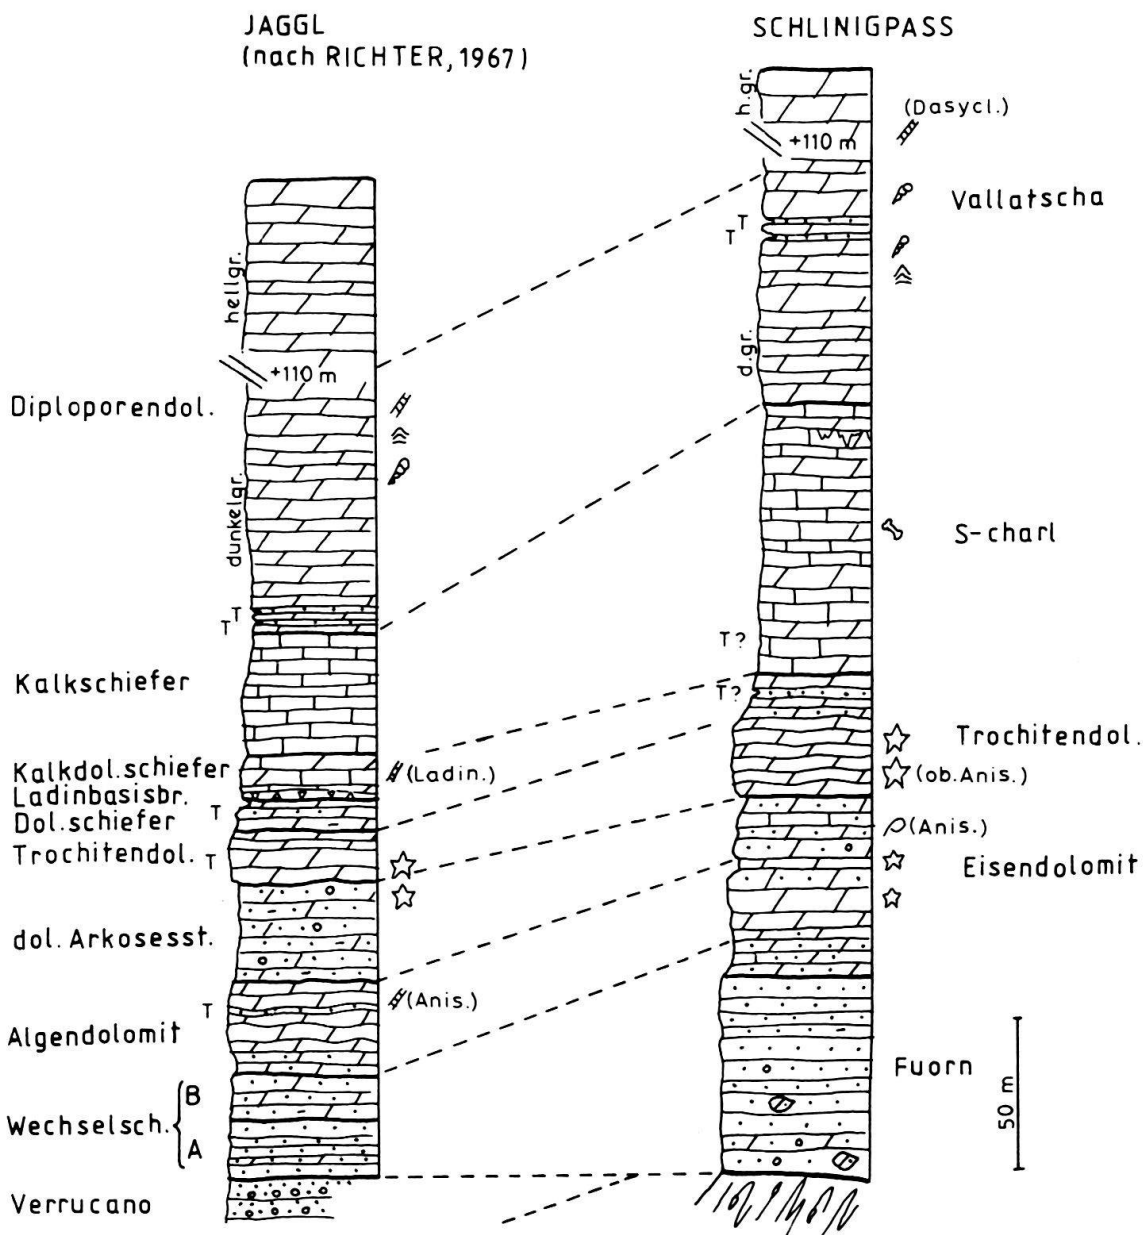 JAGGL
(nach RICHTER, 1967)
SCHLINIGPASS
hellgr.
+110 m
Diploporendol.
dunkelgr.
T T
Kalkschiefer
Kalkdol.schiefer
(Ladin.)
Ladinbasisbr.
Dol.schiefer
T
Trochitendol.
T
dol. Arkosesst.
T
(Anis.)
Algendolomit
Wechselsch.
B
A
Verrucano
h.gr.
(Dasycl.)
+110 m
Vallatscha
T T
d.gr.
S-charl
T?
T?
Trochitendol.
(ob.Anis.)
(Anis.)
Eisendolomit
Fuorn
50 m